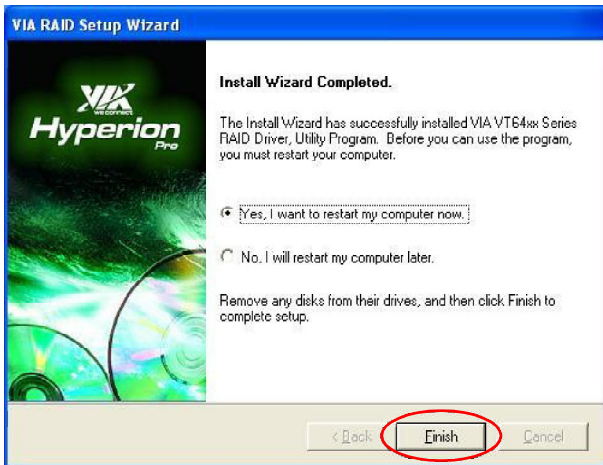 VIA RAID Setup Wizard
VIA
WE CONNECT
Hyperion
Pro
Install Wizard Completed.
The Install Wizard has successfully installed VIA VT64xx Series
RAID Driver, Utility Program. Before you can use the program,
you must restart your computer.
Yes, I want to restart my computer now.
No. I will restart my computer later.
Remove any disks from their drives, and then click Finish to
complete setup.
< Back
Finish
Cancel